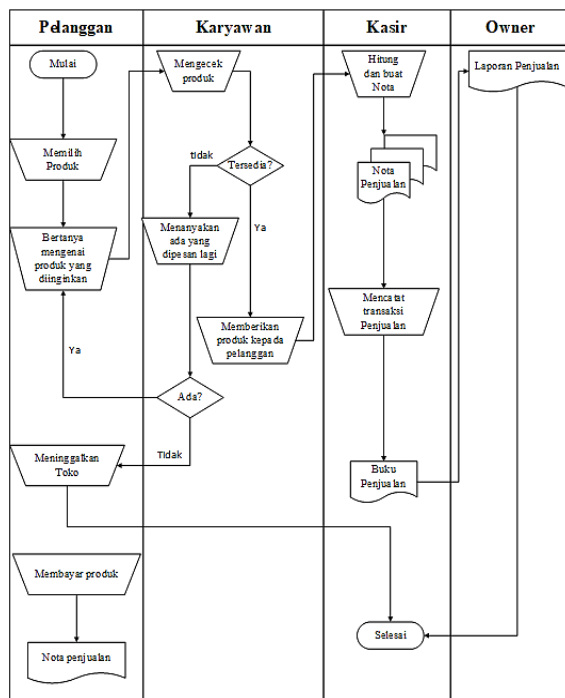 Pelanggan
Karyawan
Kasir
Owner
Mulai
Mengecek
produk
Hitung
dan buat
Nota
Laporan Penjualan
Memilih
Produk
tidak
Tersedia?
Nota
Penjualan
Bertanya
mengenai
produk yang
diinginkan
Menanyakan
ada yang
dipesan lagi
Ya
Memberikan
produk kepada
pelanggan
Mencatat
transaksi
Penjualan
Ya
Ada?
Tidak
Meninggalkan
Toko
Buku
Penjualan
Membayar produk
Nota penjualan
Selesai